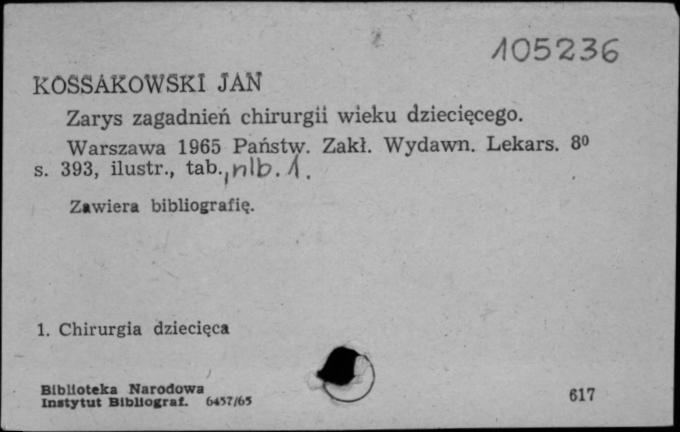 105236
KOSSAKOWSKI JAN
Zarys zagadnień chirurgii wieku dziecięcego.
Warszawa 1965 Państw. Zakł. Wydawn. Lekars. 8⁰
s. 393, ilustr., tab., nlb. 1.
Zawiera bibliografię.
1. Chirurgia dziecięca
Biblioteka Narodowa
Instytut Bibliograf. 6457/65
617